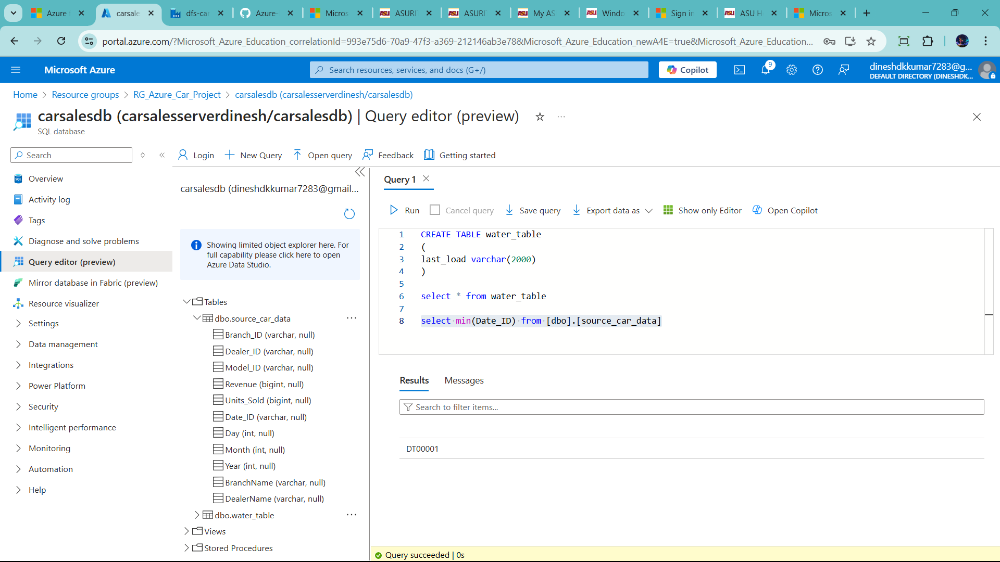 Azure
carsale
dfs-car
Azure-
Micros
ASURI
ASURI
My AS
Windo
Sign in
ASU H
Micros
portal.azure.com/?Microsoft_Azure_Education_correlationId=993e75d6-70a9-47f3-a369-212146ab3e78&Microsoft_Azure_Education_newA4E=true&Microsoft_Azure_Education...
Microsoft Azure
Search resources, services, and docs (G+/)
Copilot
9
dineshdkkumar7283@g...
DEFAULT DIRECTORY (DINESHDK...
Home > Resource groups > RG_Azure_Car_Project > carsalesdb (carsalesserverdinesh/carsalesdb)
carsalesdb (carsalesserverdinesh/carsalesdb) | Query editor (preview)
SQL database
Search
Login
New Query
Open query
Feedback
Getting started
Overview
Activity log
Tags
Diagnose and solve problems
Query editor (preview)
Mirror database in Fabric (preview)
Resource visualizer
Settings
Data management
Integrations
Power Platform
Security
Intelligent performance
Monitoring
Automation
Help
carsalesdb (dineshdkkumar7283@gmail...
Showing limited object explorer here. For
full capability please click here to open
Azure Data Studio.
Tables
dbo.source_car_data
Branch_ID (varchar, null)
Dealer_ID (varchar, null)
Model_ID (varchar, null)
Revenue (bigint, null)
Units_Sold (bigint, null)
Date_ID (varchar, null)
Day (int, null)
Month (int, null)
Year (int, null)
BranchName (varchar, null)
DealerName (varchar, null)
dbo.water_table
Views
Stored Procedures
Query 1
Run
Cancel query
Save query
Export data as
Show only Editor
Open Copilot
1 CREATE TABLE water_table
2 (
3 last_load varchar(2000)
4 )
5
6 select * from water_table
7
8 select min(Date_ID) from [dbo].[source_car_data]
Results
Messages
Search to filter items...
DT00001
Query succeeded | 0s